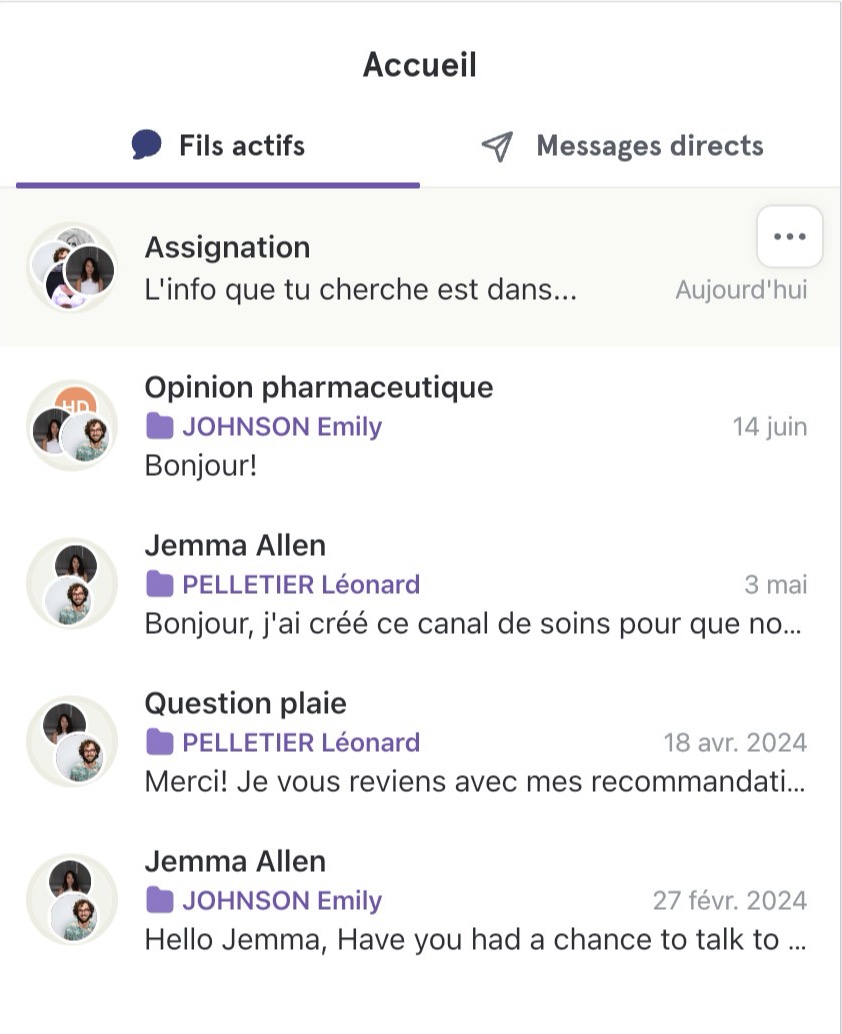 Accueil
Fils actifs
Messages directs
Assignation
L'info que tu cherche est dans...
Aujourd'hui
Opinion pharmaceutique
HD
JOHNSON Emily
14 juin
Bonjour!
Jemma Allen
PELLETIER Léonard
3 mai
Bonjour, j'ai créé ce canal de soins pour que no...
Question plaie
PELLETIER Léonard
18 avr. 2024
Merci! Je vous reviens avec mes recommandati...
Jemma Allen
JOHNSON Emily
27 févr. 2024
Hello Jemma, Have you had a chance to talk to ...